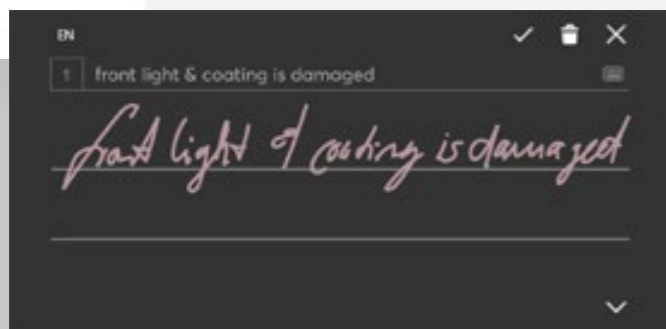 EN
1 front light & coating is damaged
front light & coating is damaged